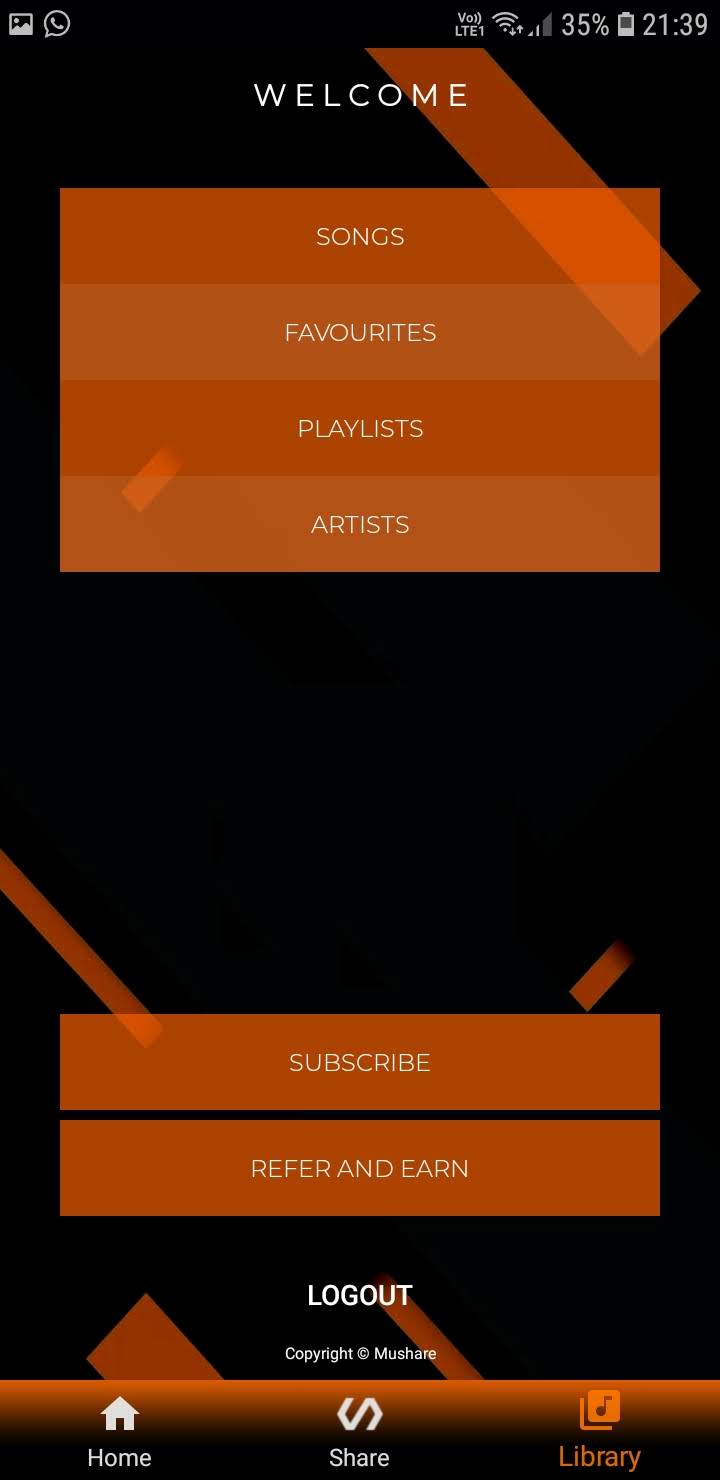 Vo)) LTE1 35% 21:39
WELCOME
SONGS
FAVOURITES
PLAYLISTS
ARTISTS
SUBSCRIBE
REFER AND EARN
LOGOUT
Copyright © Mushare
Home Share Library